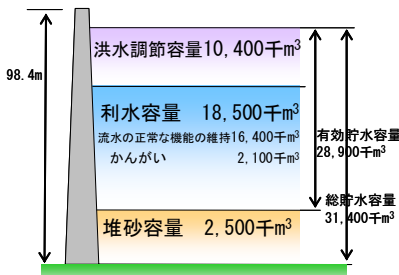 洪水調節容量10,400千m³
98.4m
利水容量 18,500千m³
流水の正常な機能の維持16,400千m³
かんがい 2,100千m³
有効貯水容量
28,900千m³
総貯水容量
31,400千m³
堆砂容量 2,500千m³